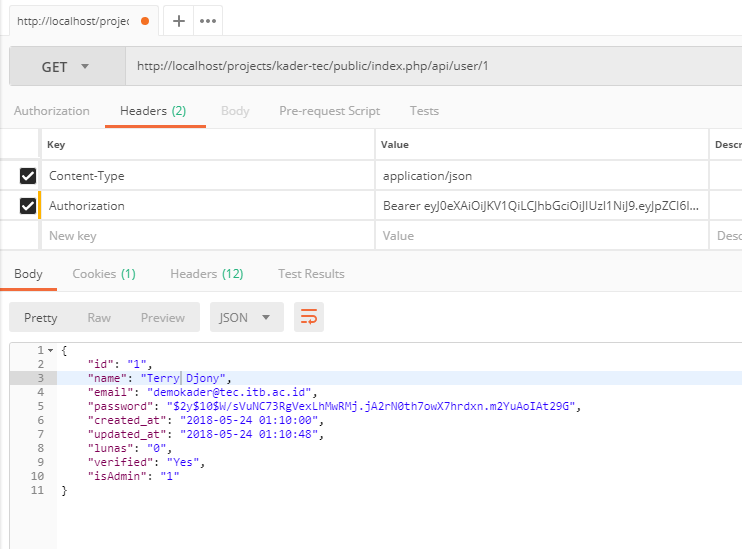 http://localhost/projec
GET http://localhost/projects/kader-tec/public/index.php/api/user/1
Authorization Headers (2) Body Pre-request Script Tests
Key Value Descr
Content-Type application/json
Authorization Bearer eyJ0eXAiOiJKV1QiLCJhbGciOiJIUzI1NiJ9.eyJpZCI6I...
New key Value Desc
Body Cookies (1) Headers (12) Test Results
Pretty Raw Preview JSON
1 {
2 "id": "1",
3 "name": "Terry Djony",
4 "email": "demokader@tec.itb.ac.id",
5 "password": "$2y$10$W/sVuNC73RgVexLhMwRMj.jA2rN0th7owX7hrdxn.m2YuAoIAt29G",
6 "created_at": "2018-05-24 01:10:00",
7 "updated_at": "2018-05-24 01:10:48",
8 "lunas": "0",
9 "verified": "Yes",
10 "isAdmin": "1"
11 }